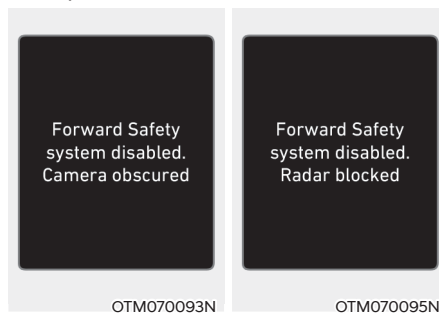 Forward Safety
system disabled.
Camera obscured
OTM070093N
Forward Safety
system disabled.
Radar blocked
OTM070095N